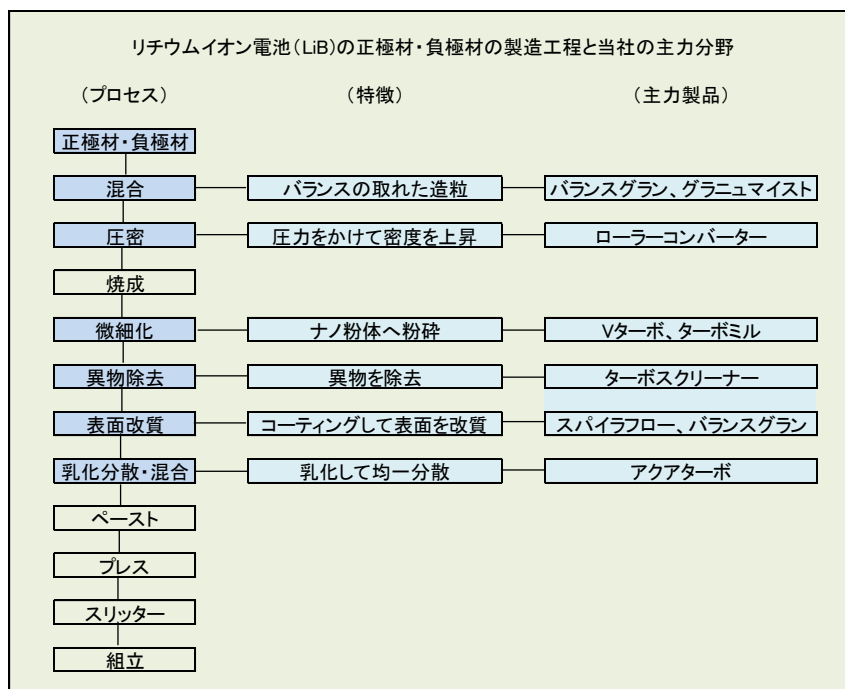 リチウムイオン電池(LiB)の正極材・負極材の製造工程と当社の主力分野
(プロセス) (特徴) (主力製品)
正極材・負極材
混合 バランスの取れた造粒 バランスグラン、グラニュマイスト
圧密 圧力をかけて密度を上昇 ローラーコンバーター
焼成
微細化 ナノ粉体へ粉砕 Vターボ、ターボミル
異物除去 異物を除去 ターボスクリーナー
表面改質 コーティングして表面を改質 スパイラフロー、バランスグラン
乳化分散・混合 乳化して均一分散 アクアターボ
ペースト
プレス
スリッター
組立